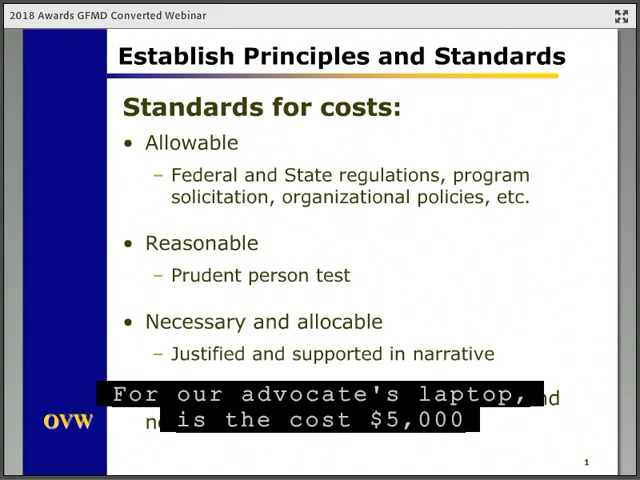 2018 Awards GFMD Converted Webinar
Establish Principles and Standards
Standards for costs:
• Allowable
– Federal and State regulations, program
solicitation, organizational policies, etc.
• Reasonable
– Prudent person test
• Necessary and allocable
– Justified and supported in narrative
For our advocate's laptop,
is the cost $5,000
OVW
1